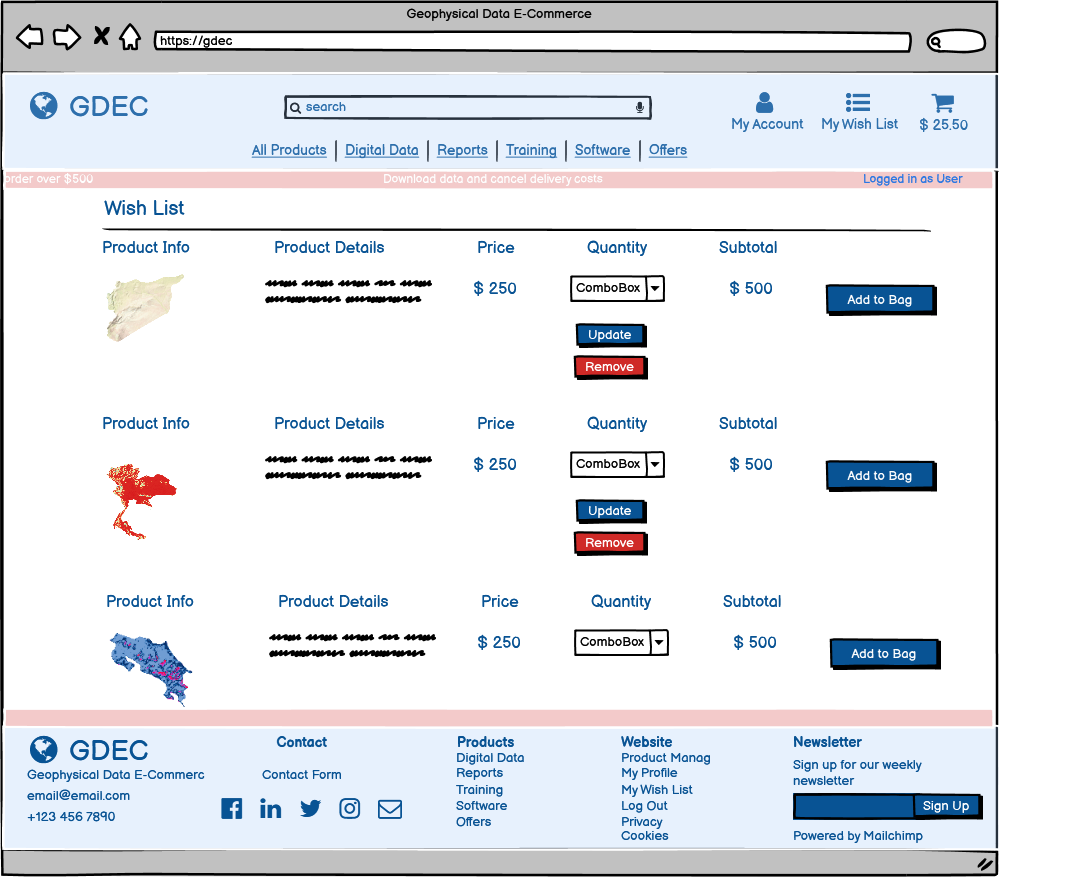 Geophysical Data E-Commerce
https://gdec
GDEC
search
My Account
My Wish List
$ 25.50
All Products
Digital Data
Reports
Training
Software
Offers
order over $500
Download data and cancel delivery costs
Logged in as User
Wish List
Product Info
Product Details
Price
Quantity
Subtotal
$ 250
ComboBox
$ 500
Add to Bag
Update
Remove
Product Info
Product Details
Price
Quantity
Subtotal
$ 250
ComboBox
$ 500
Add to Bag
Update
Remove
Product Info
Product Details
Price
Quantity
Subtotal
$ 250
ComboBox
$ 500
Add to Bag
GDEC
Geophysical Data E-Commerc
email@email.com
+123 456 7890
Contact
Contact Form
Products
Digital Data
Reports
Training
Software
Offers
Website
Product Manag
My Profile
My Wish List
Log Out
Privacy
Cookies
Newsletter
Sign up for our weekly
newsletter
Sign Up
Powered by Mailchimp